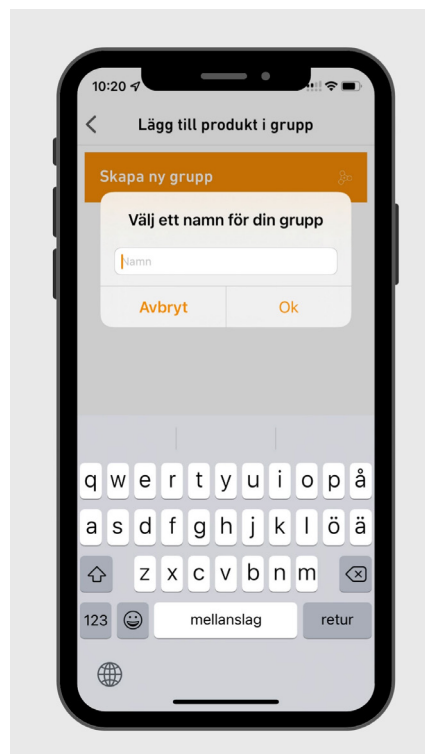 10:20
Lägg till produkt i grupp
Skapa ny grupp
Välj ett namn för din grupp
Namn
Avbryt Ok
q w e r t y u i o p å
a s d f g h j k l ö ä
z x c v b n m
123 mellanslag retur